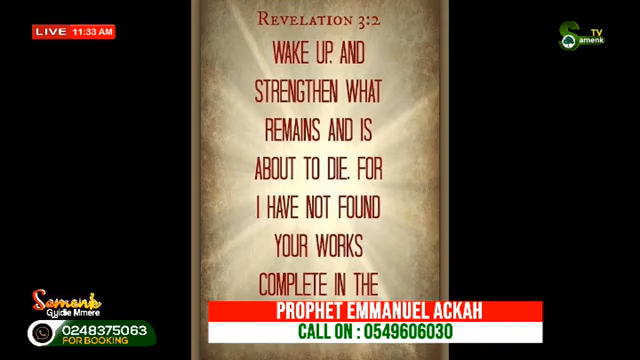 LIVE 11:33 AM
TV
Samenk
REVELATION 3:2
WAKE UP. AND
STRENGTHEN WHAT
REMAINS AND IS
ABOUT TO DIE. FOR
I HAVE NOT FOUND
YOUR WORKS
COMPLETE IN THE
PROPHET EMMANUEL ACKAH
CALL ON : 0549606030
Samenk
Gyidie Mmere
0248375063
FOR BOOKING